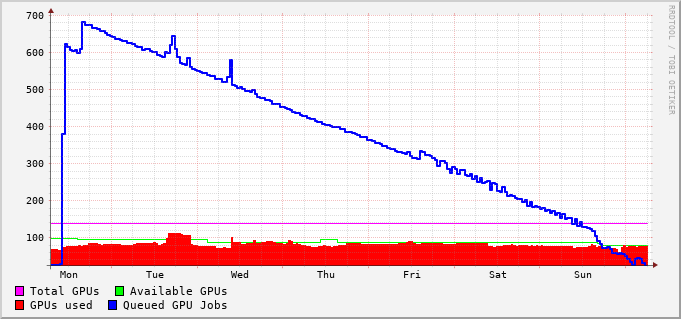 700
600
500
400
300
200
100
Mon Tue Wed Thu Fri Sat Sun
Total GPUs Available GPUs
GPUs used Queued GPU Jobs
RRDTOOL / TOBI OETIKER